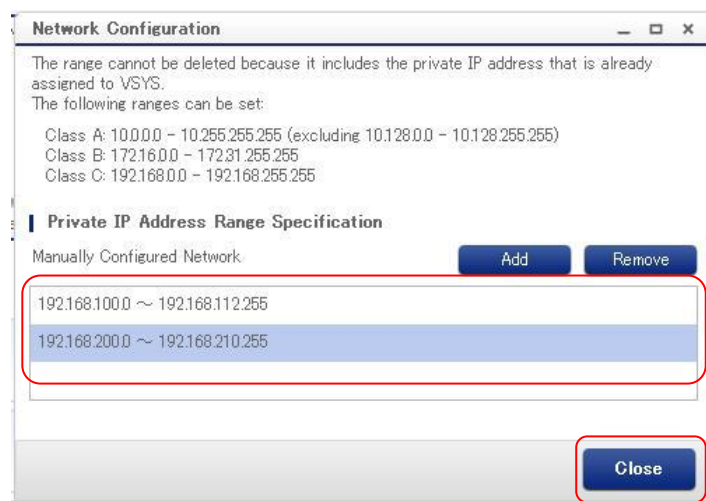 Network Configuration
The range cannot be deleted because it includes the private IP address that is already
assigned to VSYS.
The following ranges can be set:
Class A: 10.0.0.0 - 10.255.255.255 (excluding 10.128.0.0 - 10.128.255.255)
Class B: 172.16.0.0 - 172.31.255.255
Class C: 192.168.0.0 - 192.168.255.255
Private IP Address Range Specification
Manually Configured Network
Add
Remove
192.168.100.0 ～ 192.168.112.255
192.168.200.0 ～ 192.168.210.255
Close